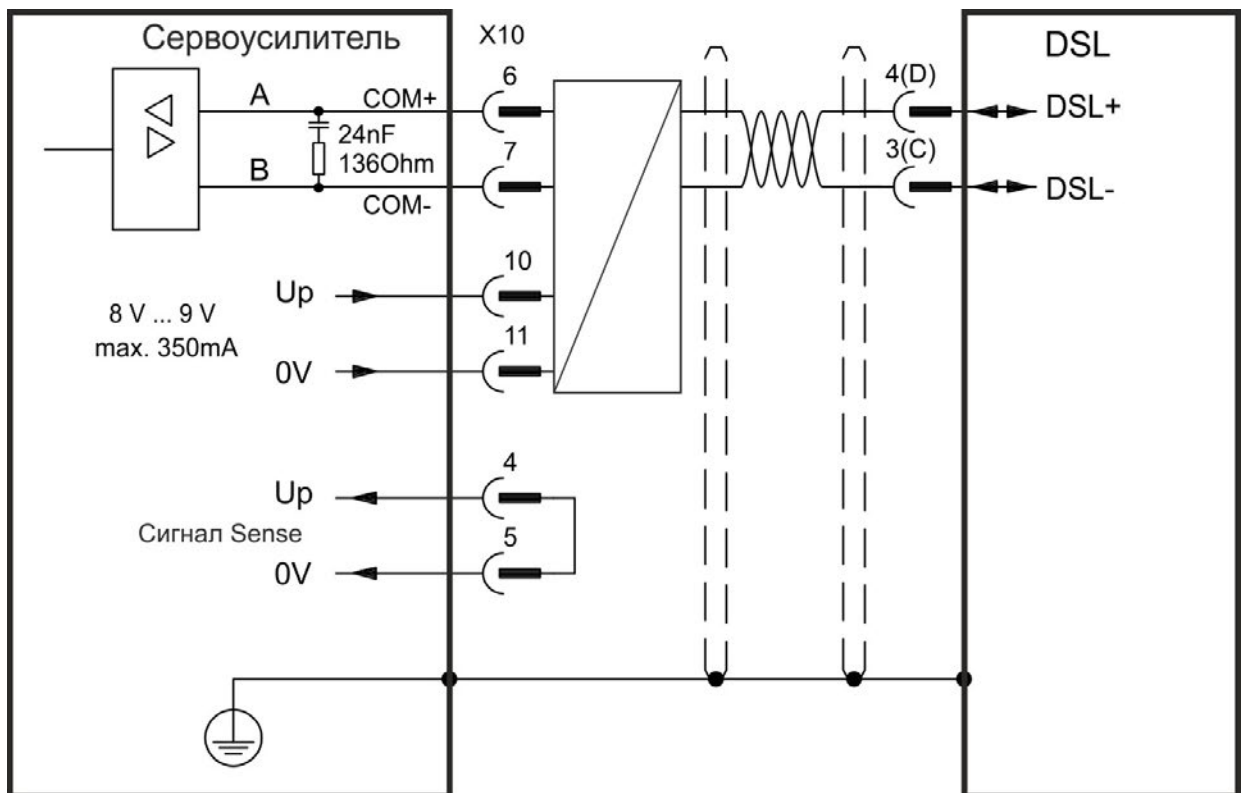 Сервоусилитель
X10
DSL
6
4(D)
A
COM+
DSL+
24nF
136Ohm
7
3(C)
B
COM-
DSL-
10
Up
8 V ... 9 V
max. 350mA
11
0V
4
Up
Сигнал Sense
5
0V